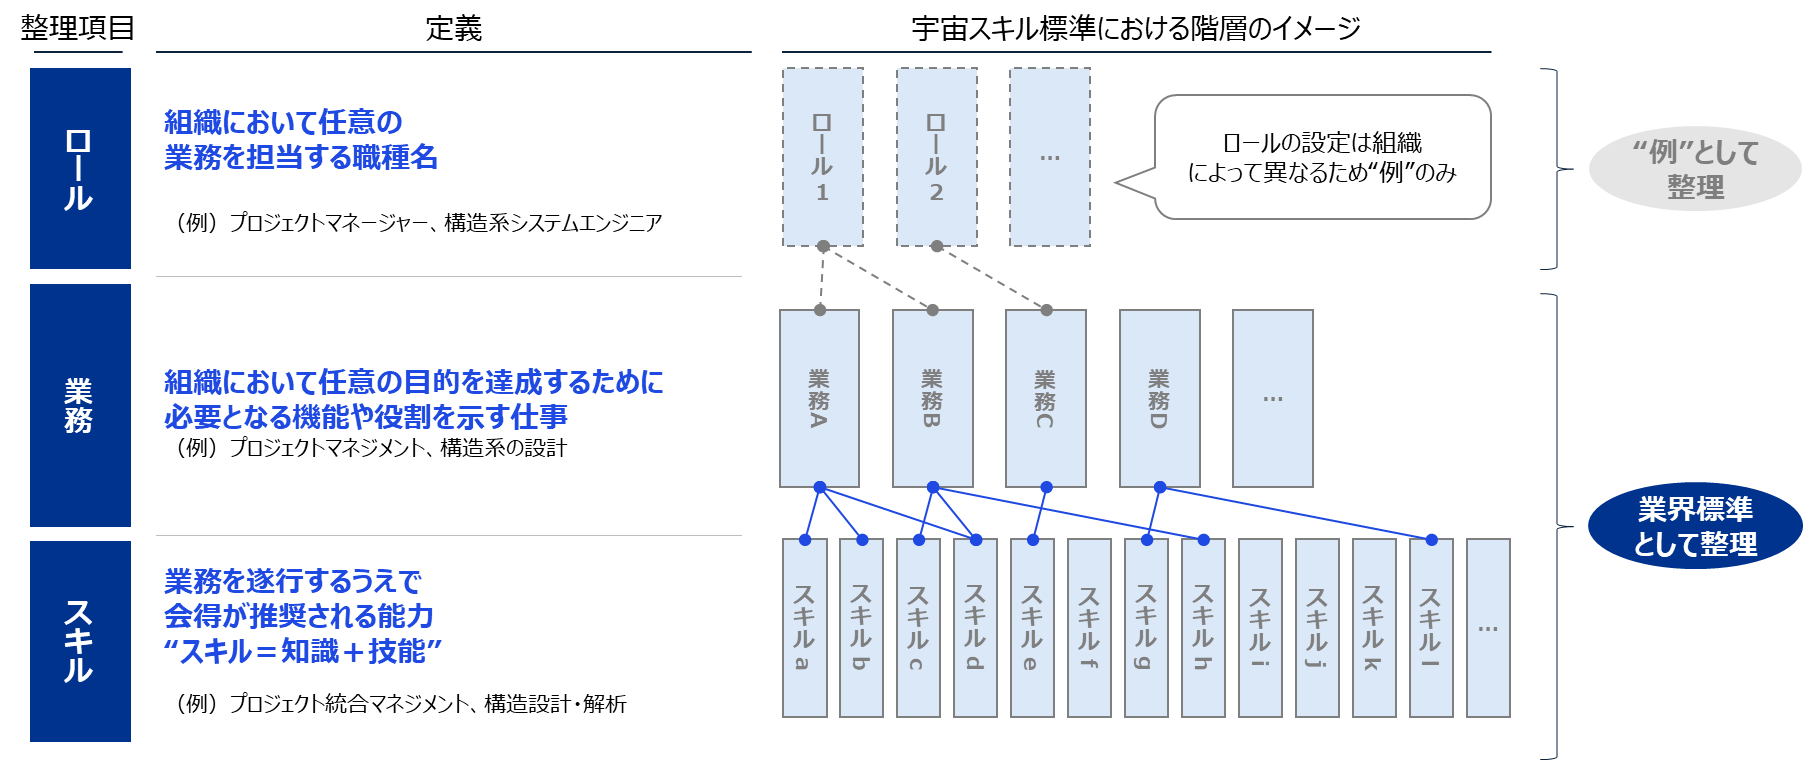 整理項目
定義
宇宙スキル標準における階層のイメージ
ロール
組織において任意の
業務を担当する職種名
（例）プロジェクトマネージャー、構造系システムエンジニア
ロール1
ロール2
…
ロールの設定は組織
によって異なるため“例”のみ
“例”として
整理
業務
組織において任意の目的を達成するために
必要となる機能や役割を示す仕事
（例）プロジェクトマネジメント、構造系の設計
業務A
業務B
業務C
業務D
…
業界標準
として整理
スキル
業務を遂行するうえで
会得が推奨される能力
“スキル＝知識＋技能”
（例）プロジェクト統合マネジメント、構造設計・解析
スキルa
スキルb
スキルc
スキルd
スキルe
スキルf
スキルg
スキルh
スキルi
スキルj
スキルk
スキルl
…